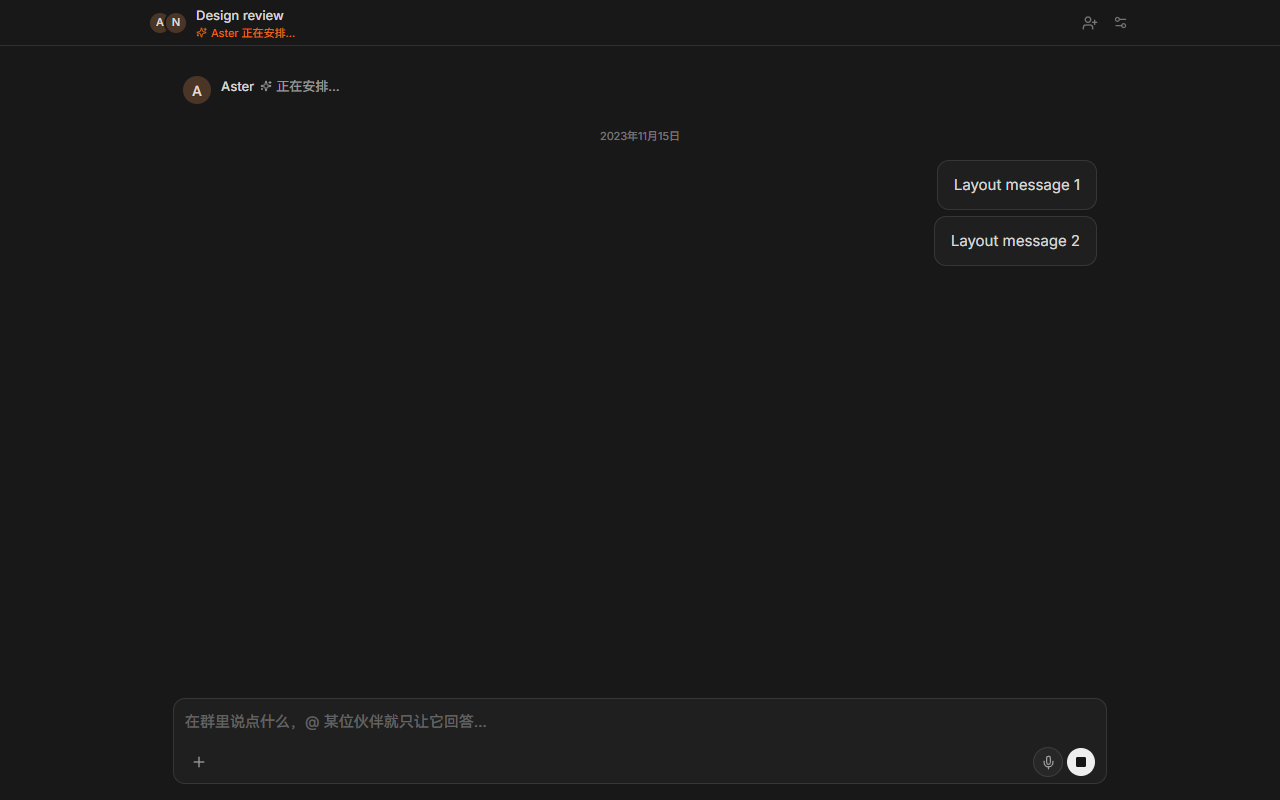 A N Design review
Aster 正在安排...
A Aster 正在安排...
2023年11月15日
Layout message 1
Layout message 2
在群里说点什么，@ 某位伙伴就只让它回答...